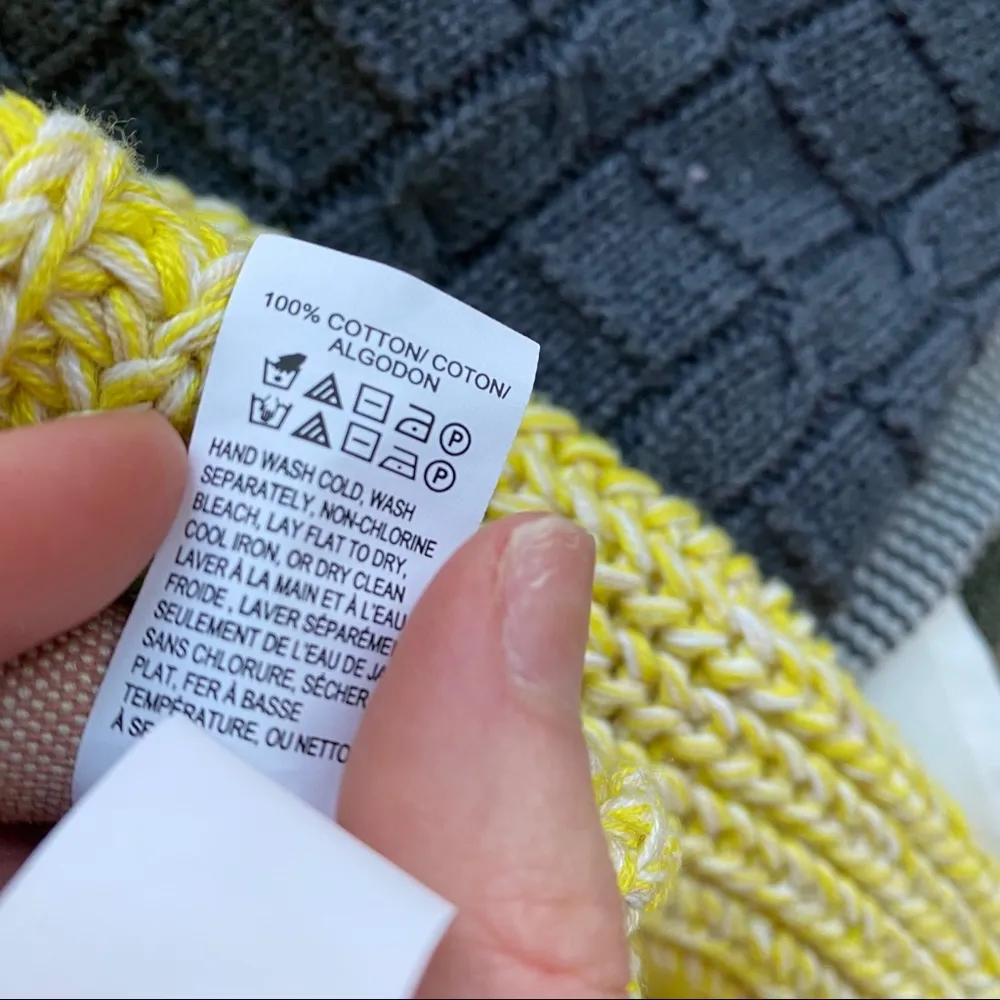 100% COTTON/ COTON/
ALGODON
P
P
HAND WASH COLD, WASH
SEPARATELY, NON-CHLORINE
BLEACH, LAY FLAT TO DRY,
COOL IRON, OR DRY CLEAN
LAVER À LA MAIN ET À L'EAU
FROIDE , LAVER SÉPARÉME
SEULEMENT DE L'EAU DE JA
SANS CHLORURE, SÉCHER
PLAT, FER À BASSE
TEMPÉRATURE, OU NETTO
À SE